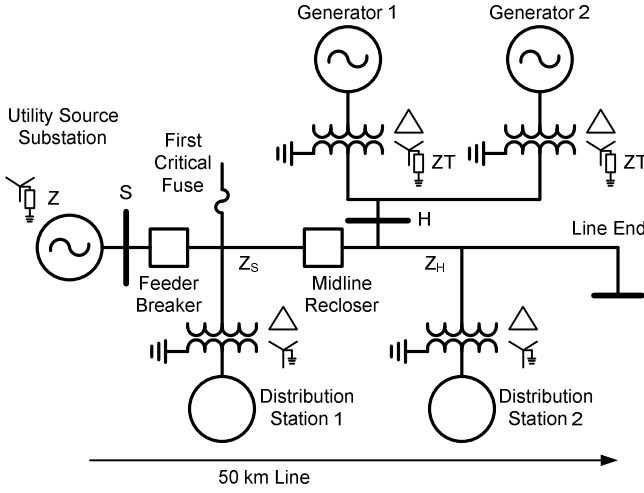 Generator 1
Generator 2
Utility Source
Substation
First
Critical
Fuse
ZT
ZT
Z
S
H
Line End
Feeder
Breaker
ZS
Midline
Recloser
ZH
Distribution
Station 1
Distribution
Station 2
50 km Line